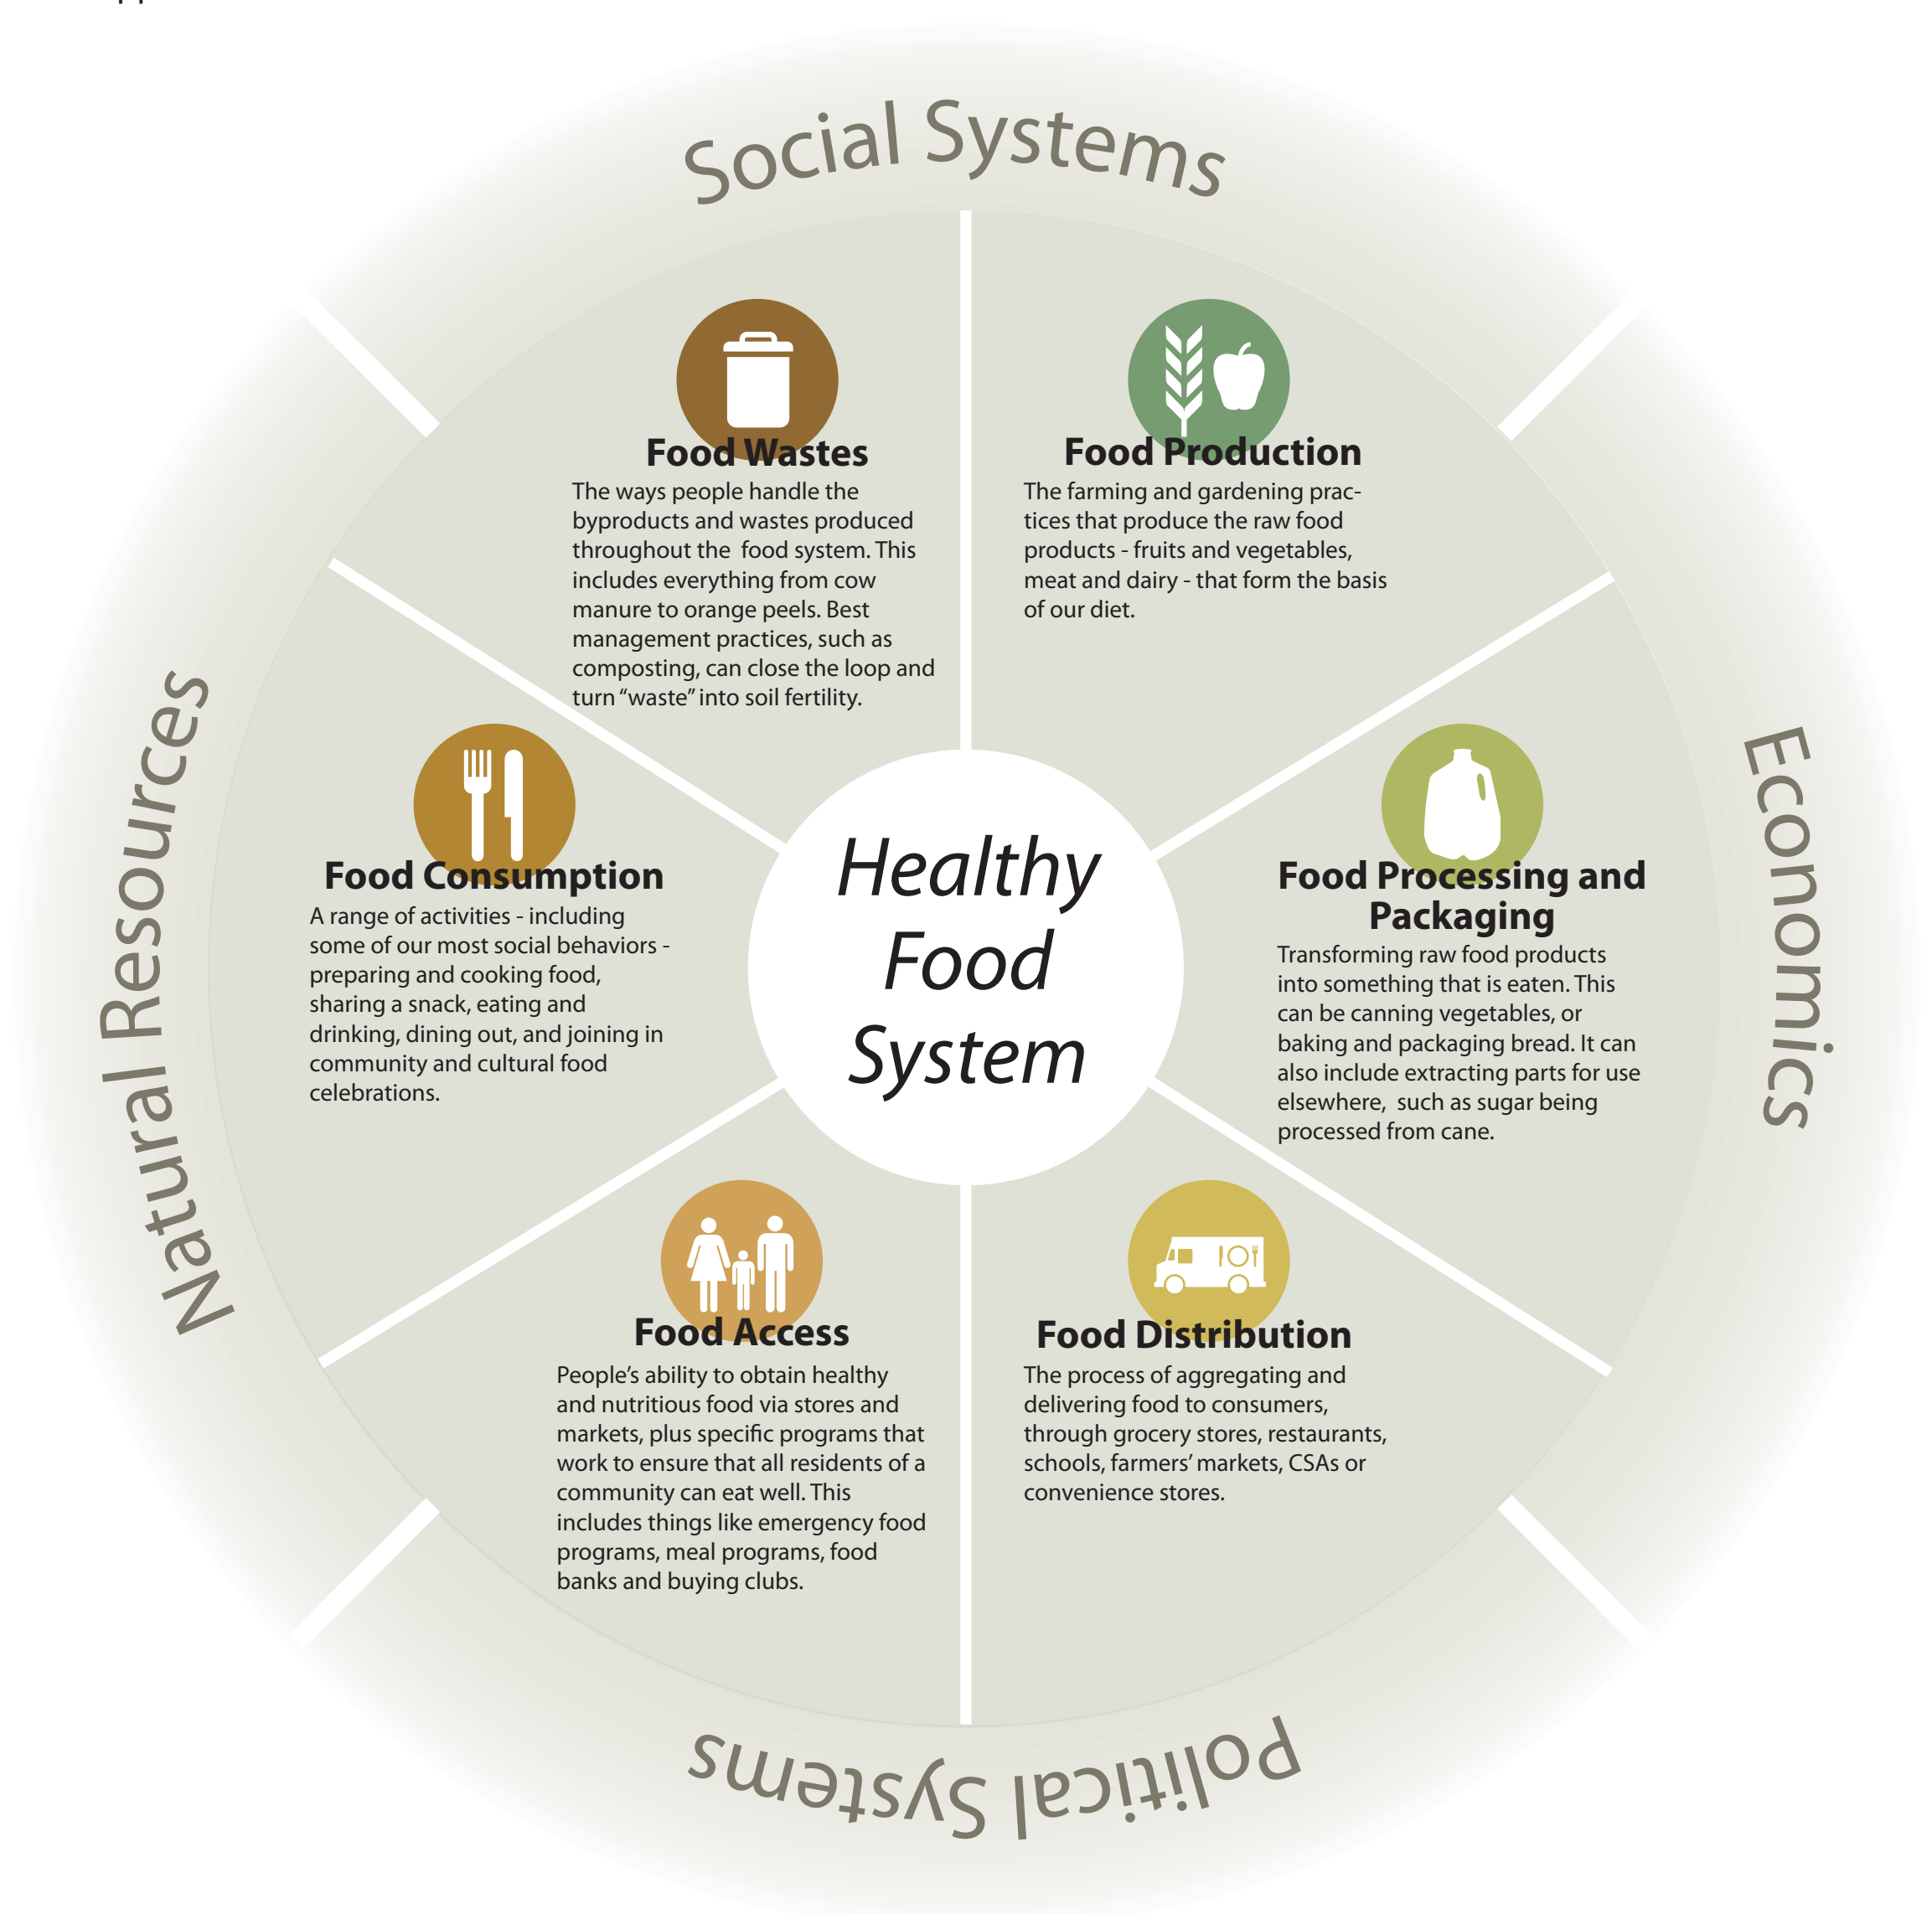 Social Systems
Food Wastes
The ways people handle the
byproducts and wastes produced
throughout the food system. This
includes everything from cow
manure to orange peels. Best
management practices, such as
composting, can close the loop and
turn “waste” into soil fertility.
Food Production
The farming and gardening prac-
tices that produce the raw food
products - fruits and vegetables,
meat and dairy - that form the basis
of our diet.
Natural Resources
Food Consumption
A range of activities - including
some of our most social behaviors -
preparing and cooking food,
sharing a snack, eating and
drinking, dining out, and joining in
community and cultural food
celebrations.
Healthy
Food
System
Food Processing and
Packaging
Transforming raw food products
into something that is eaten. This
can be canning vegetables, or
baking and packaging bread. It can
also include extracting parts for use
elsewhere, such as sugar being
processed from cane.
Economics
Food Access
People’s ability to obtain healthy
and nutritious food via stores and
markets, plus specific programs that
work to ensure that all residents of a
community can eat well. This
includes things like emergency food
programs, meal programs, food
banks and buying clubs.
Food Distribution
The process of aggregating and
delivering food to consumers,
through grocery stores, restaurants,
schools, farmers’ markets, CSAs or
convenience stores.
Political Systems